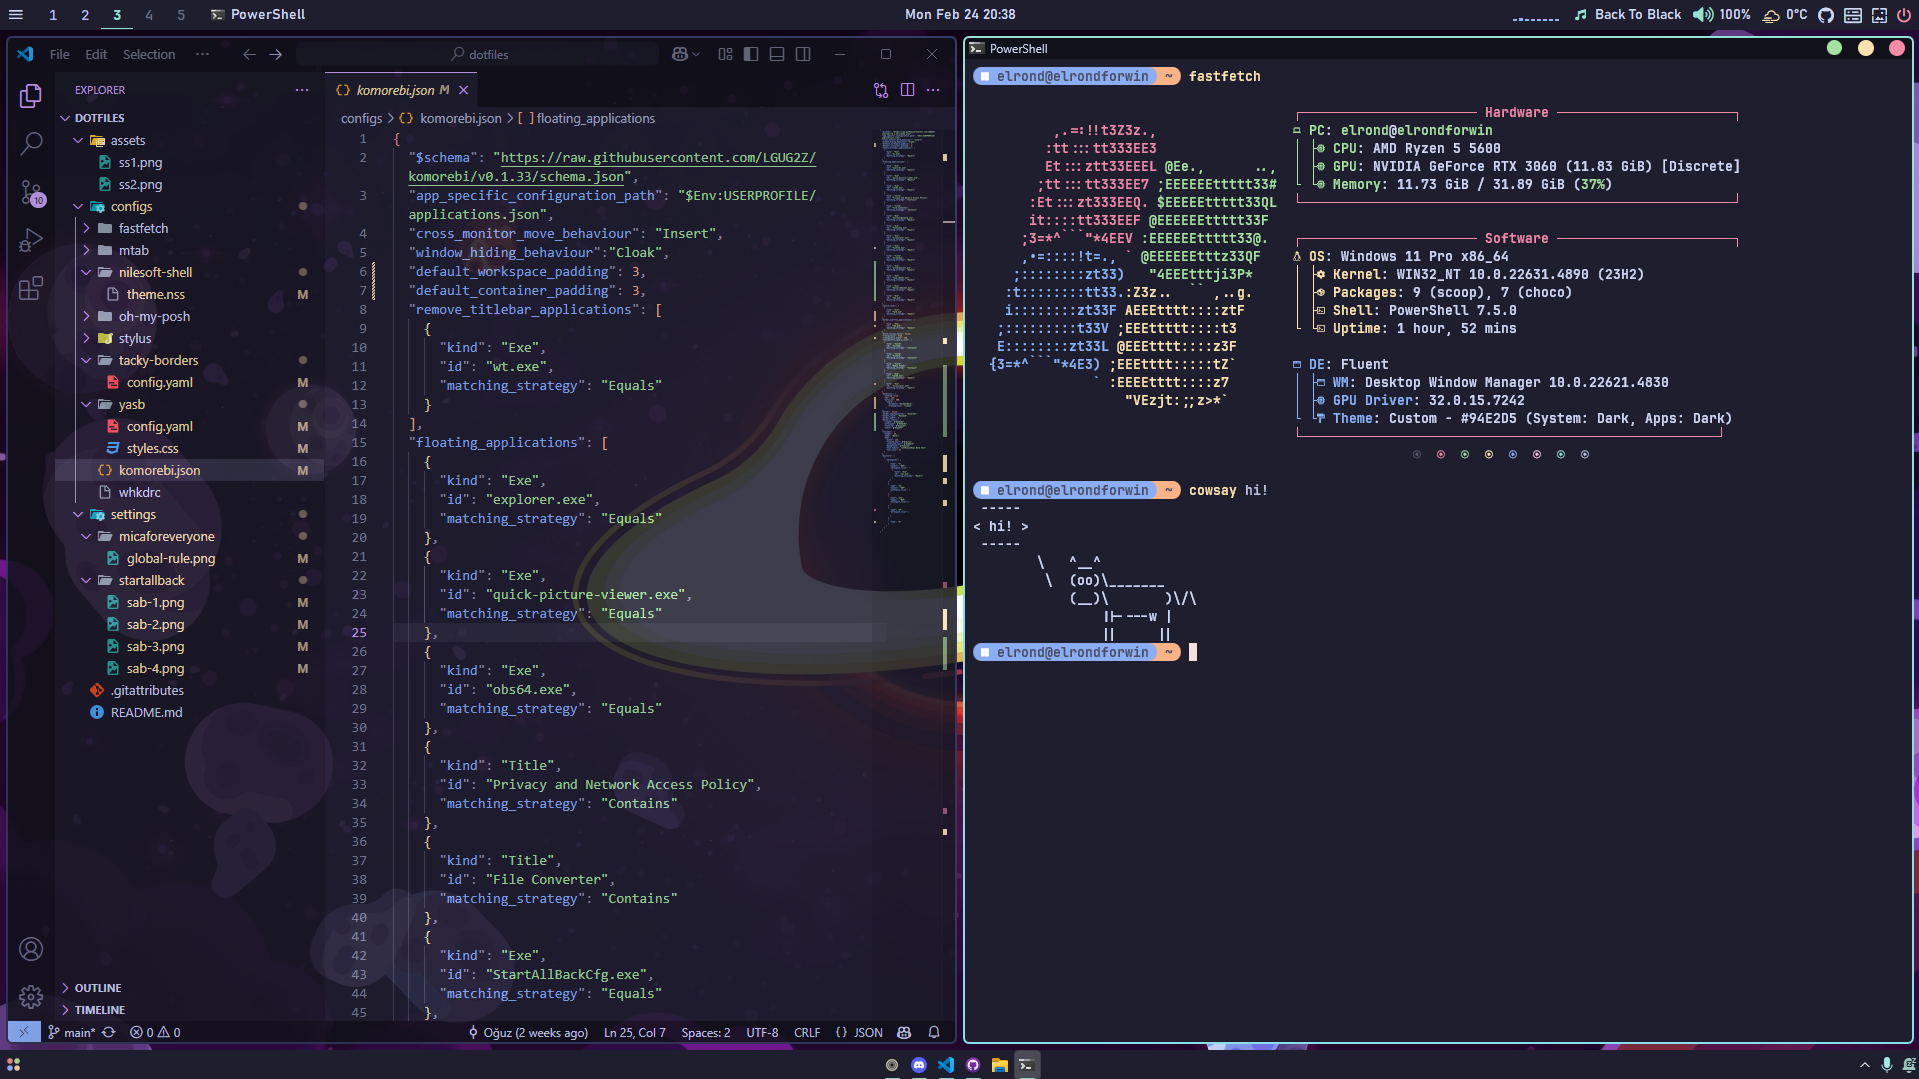 1 2 3 4 5 PowerShell
Mon Feb 24 20:38
Back To Black 100% 0°C
File Edit Selection ···
dotfiles
EXPLORER ···
DOTFILES
assets
ss1.png
ss2.png
configs
fastfetch
mtab
nilesoft-shell
theme.nss M
oh-my-posh
stylus
tacky-borders
config.yaml M
yasb
config.yaml M
styles.css M
komorebi.json M
whkdrc
settings
micaforeveryone
global-rule.png M
startallback
sab-1.png M
sab-2.png M
sab-3.png M
sab-4.png M
.gitattributes
README.md
OUTLINE
TIMELINE
10
{} komorebi.json M
configs > {} komorebi.json > [ ] floating_applications
1 {
2 "$schema": "https://raw.githubusercontent.com/LGUG2Z/
komorebi/v0.1.33/schema.json",
3 "app_specific_configuration_path": "$Env:USERPROFILE/
applications.json",
4 "cross_monitor_move_behaviour": "Insert",
5 "window_hiding_behaviour":"Cloak",
6 "default_workspace_padding": 3,
7 "default_container_padding": 3,
8 "remove_titlebar_applications": [
9 {
10 "kind": "Exe",
11 "id": "wt.exe",
12 "matching_strategy": "Equals"
13 }
14 ],
15 "floating_applications": [
16 {
17 "kind": "Exe",
18 "id": "explorer.exe",
19 "matching_strategy": "Equals"
20 },
21 {
22 "kind": "Exe",
23 "id": "quick-picture-viewer.exe",
24 "matching_strategy": "Equals"
25 },
26 {
27 "kind": "Exe",
28 "id": "obs64.exe",
29 "matching_strategy": "Equals"
30 },
31 {
32 "kind": "Title",
33 "id": "Privacy and Network Access Policy",
34 "matching_strategy": "Contains"
35 },
36 {
37 "kind": "Title",
38 "id": "File Converter",
39 "matching_strategy": "Contains"
40 },
41 {
42 "kind": "Exe",
43 "id": "StartAllBackCfg.exe",
44 "matching_strategy": "Equals"
45 },
main* 0 0 Oğuz (2 weeks ago) Ln 25, Col 7 Spaces: 2 UTF-8 CRLF {} JSON
PowerShell
elrond@elrondforwin ~ fastfetch
Hardware
PC: elrond@elrondforwin
CPU: AMD Ryzen 5 5600
GPU: NVIDIA GeForce RTX 3060 (11.83 GiB) [Discrete]
Memory: 11.73 GiB / 31.89 GiB (37%)
Software
OS: Windows 11 Pro x86_64
Kernel: WIN32_NT 10.0.22631.4890 (23H2)
Packages: 9 (scoop), 7 (choco)
Shell: PowerShell 7.5.0
Uptime: 1 hour, 52 mins
DE: Fluent
WM: Desktop Window Manager 10.0.22621.4830
GPU Driver: 32.0.15.7242
Theme: Custom - #94E2D5 (System: Dark, Apps: Dark)
elrond@elrondforwin ~ cowsay hi!
< hi! >
elrond@elrondforwin ~